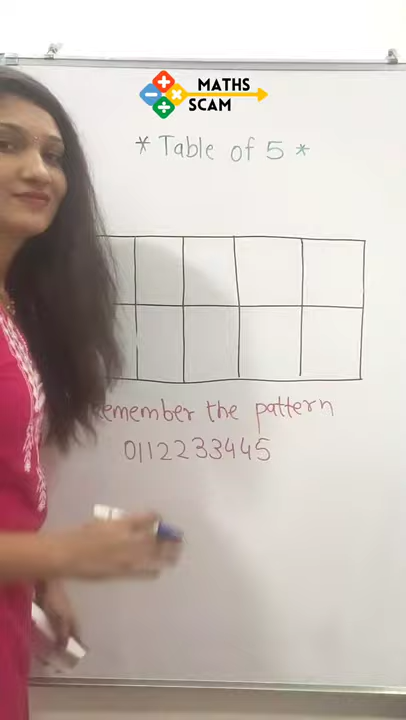 MATHS
SCAM
* Table of 5 *
emember the pattern
0112233445